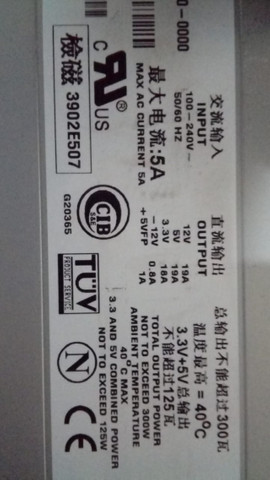 0-0000
交流输入
INPUT
100-240V~
50/60 HZ
最大电流:5A
MAX AC CURRENT 5A
直流输出
OUTPUT
12V 19A
5V 19A
3.3V 18A
-12V 0.8A
+5VFP 1A
总输出不能超过300瓦
温度最高=40°C
3.3V+5V总输出
不能超过125瓦
TOTAL OUTPUT POWER
NOT TO EXCEED 300W
AMBIENT TEMPERATURE
40°C MAX
3.3 AND 5V COMBINED POWER
NOT TO EXCEED 125W
C RU US
檢磁 3902E507
CIB
G20365
TÜV
PRODUCT SERVICE
N
CE